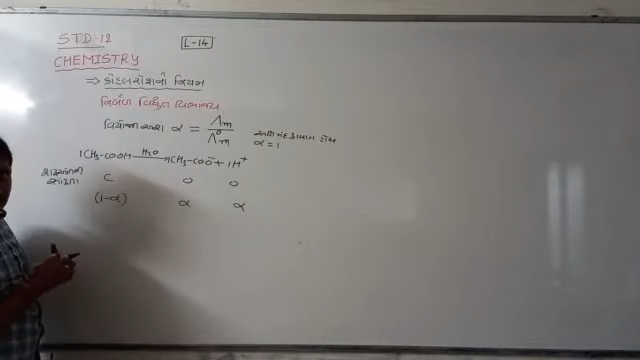 STD-12
L-14
CHEMISTRY
⇒ કોહલરોશનો નિયમ
નિર્બળ વિદ્યુત વિભાજ્ય
વિયોજન અંશ α = Λm / Λ°m
α = 1
1CH₃-COOH H₂O 1CH₃-COO⁻ + 1H⁺
C 0 0
(1-α) α α